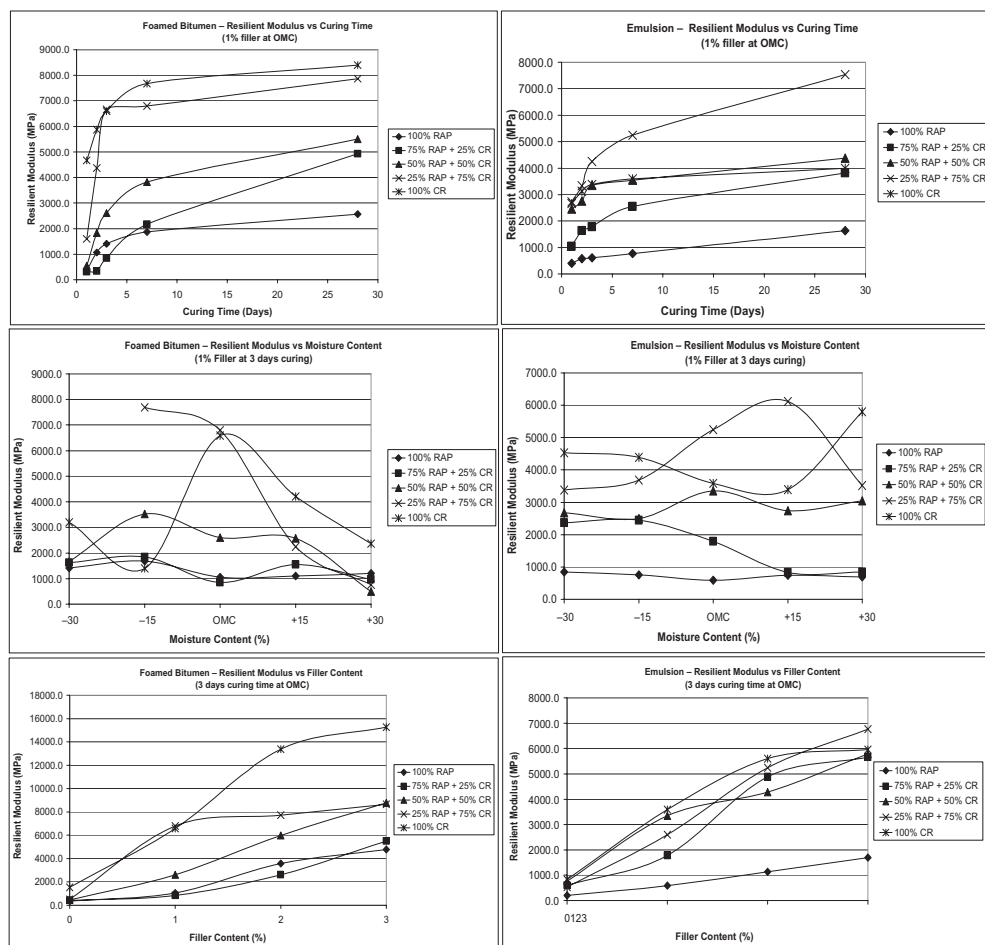 Foamed Bitumen – Resilient Modulus vs Curing Time
(1% filler at OMC)
9000.0
8000.0
7000.0
6000.0
5000.0
4000.0
3000.0
2000.0
1000.0
0.0
Resilient Modulus (MPa)
0 5 10 15 20 25 30
Curing Time (Days)
100% RAP
75% RAP + 25% CR
50% RAP + 50% CR
25% RAP + 75% CR
100% CR
Emulsion – Resilient Modulus vs Curing Time
(1% filler at OMC)
8000.0
7000.0
6000.0
5000.0
4000.0
3000.0
2000.0
1000.0
0.0
Resilient Modulus (MPa)
0 5 10 15 20 25 30
Curing Time (Days)
100% RAP
75% RAP + 25% CR
50% RAP + 50% CR
25% RAP + 75% CR
100% CR
Foamed Bitumen – Resilient Modulus vs Moisture Content
(1% Filler at 3 days curing)
9000.0
8000.0
7000.0
6000.0
5000.0
4000.0
3000.0
2000.0
1000.0
0.0
Resilient Modulus (MPa)
–30 –15 OMC +15 +30
Moisture Content (%)
100% RAP
75% RAP + 25% CR
50% RAP + 50% CR
25% RAP + 75% CR
100% CR
Emulsion – Resilient Modulus vs Moisture Content
(1% Filler at 3 days curing)
7000.0
6000.0
5000.0
4000.0
3000.0
2000.0
1000.0
0.0
Resilient Modulus (MPa)
–30 –15 OMC +15 +30
Moisture Content (%)
100% RAP
75% RAP + 25% CR
50% RAP + 50% CR
25% RAP + 75% CR
100% CR
Foamed Bitumen – Resilient Modulus vs Filler Content
(3 days curing time at OMC)
18000.0
16000.0
14000.0
12000.0
10000.0
8000.0
6000.0
4000.0
2000.0
0.0
Resilient Modulus (MPa)
0 1 2 3
Filler Content (%)
100% RAP
75% RAP + 25% CR
50% RAP + 50% CR
25% RAP + 75% CR
100% CR
Emulsion – Resilient Modulus vs Filler Content
(3 days curing time at OMC)
8000.0
7000.0
6000.0
5000.0
4000.0
3000.0
2000.0
1000.0
0.0
Resilient Modulus (MPa)
0123
Filler Content (%)
100% RAP
75% RAP + 25% CR
50% RAP + 50% CR
25% RAP + 75% CR
100% CR